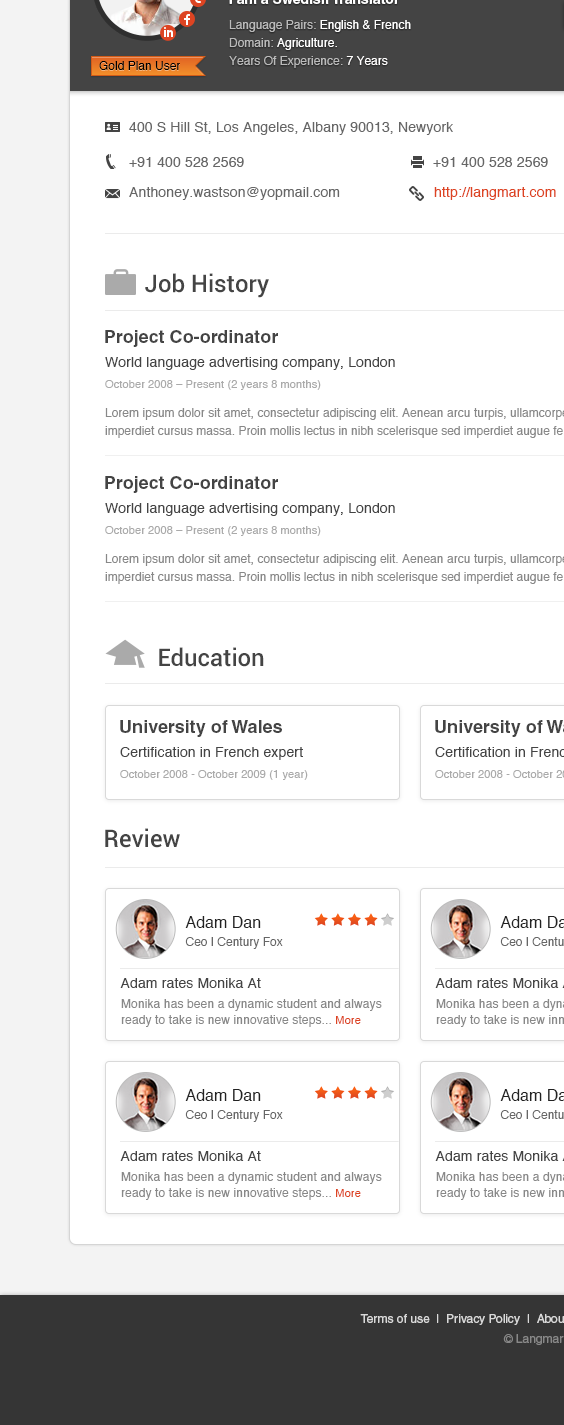 I am a Swedish Translator
Language Pairs: English & French
Domain: Agriculture.
Years Of Experience: 7 Years
in f
Gold Plan User
400 S Hill St, Los Angeles, Albany 90013, Newyork
+91 400 528 2569 +91 400 528 2569
Anthoney.wastson@yopmail.com http://langmart.com
Job History
Project Co-ordinator
World language advertising company, London
October 2008 – Present (2 years 8 months)
Lorem ipsum dolor sit amet, consectetur adipiscing elit. Aenean arcu turpis, ullamcorp
imperdiet cursus massa. Proin mollis lectus in nibh scelerisque sed imperdiet augue fe
Project Co-ordinator
World language advertising company, London
October 2008 – Present (2 years 8 months)
Lorem ipsum dolor sit amet, consectetur adipiscing elit. Aenean arcu turpis, ullamcorp
imperdiet cursus massa. Proin mollis lectus in nibh scelerisque sed imperdiet augue fe
Education
University of Wales
Certification in French expert
October 2008 - October 2009 (1 year)
University of Wa
Certification in Frenc
October 2008 - October 20
Review
Adam Dan
Ceo I Century Fox
Adam rates Monika At
Monika has been a dynamic student and always
ready to take is new innovative steps... More
Adam Da
Ceo I Centu
Adam rates Monika
Monika has been a dyna
ready to take is new inn
Adam Dan
Ceo I Century Fox
Adam rates Monika At
Monika has been a dynamic student and always
ready to take is new innovative steps... More
Adam Da
Ceo I Centu
Adam rates Monika
Monika has been a dyna
ready to take is new inn
Terms of use I Privacy Policy I Abou
© Langmar